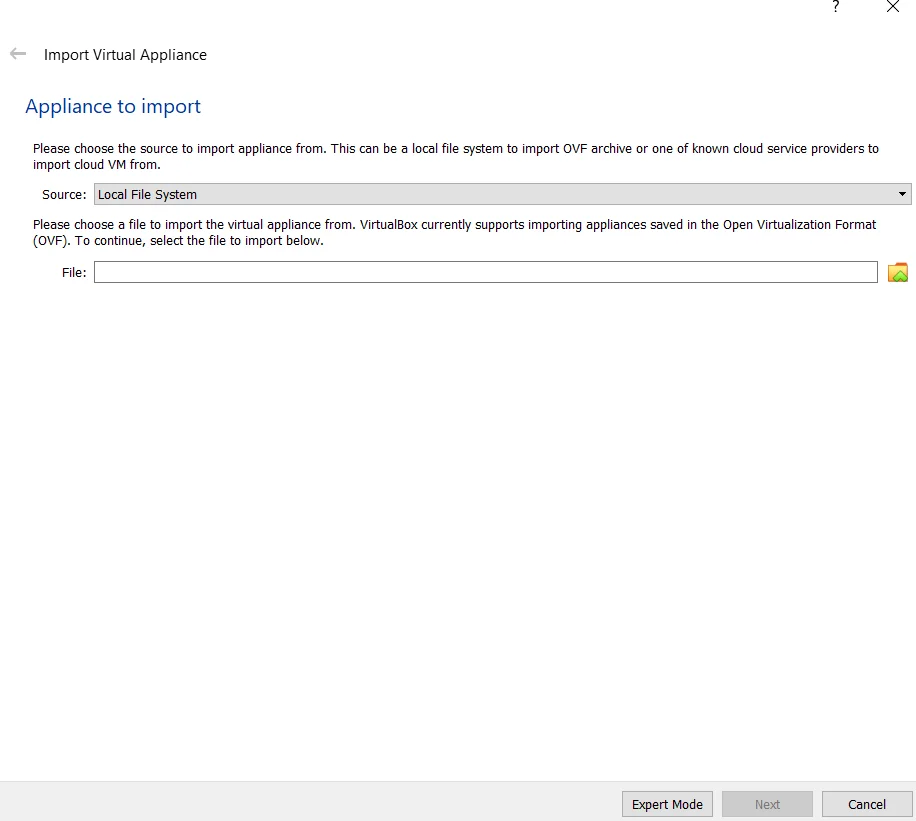 ?
Import Virtual Appliance
Appliance to import
Please choose the source to import appliance from. This can be a local file system to import OVF archive or one of known cloud service providers to
import cloud VM from.
Source: Local File System
Please choose a file to import the virtual appliance from. VirtualBox currently supports importing appliances saved in the Open Virtualization Format
(OVF). To continue, select the file to import below.
File:
Expert Mode Next Cancel